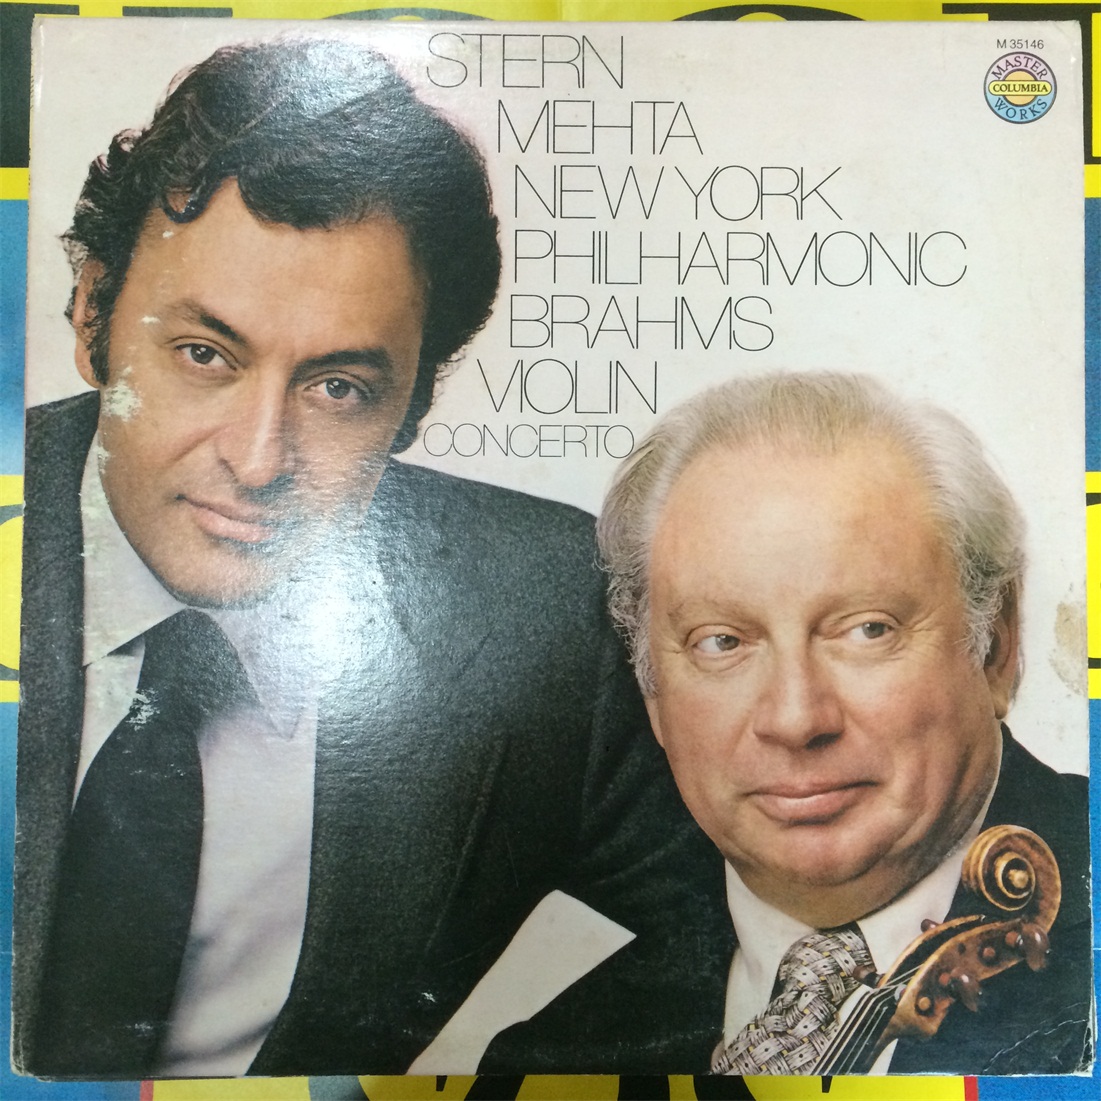 STERN
MEHTA
NEW YORK
PHILHARMONIC
BRAHMS
VIOLIN
CONCERTO
M 35146
MASTER
COLUMBIA
WORKS